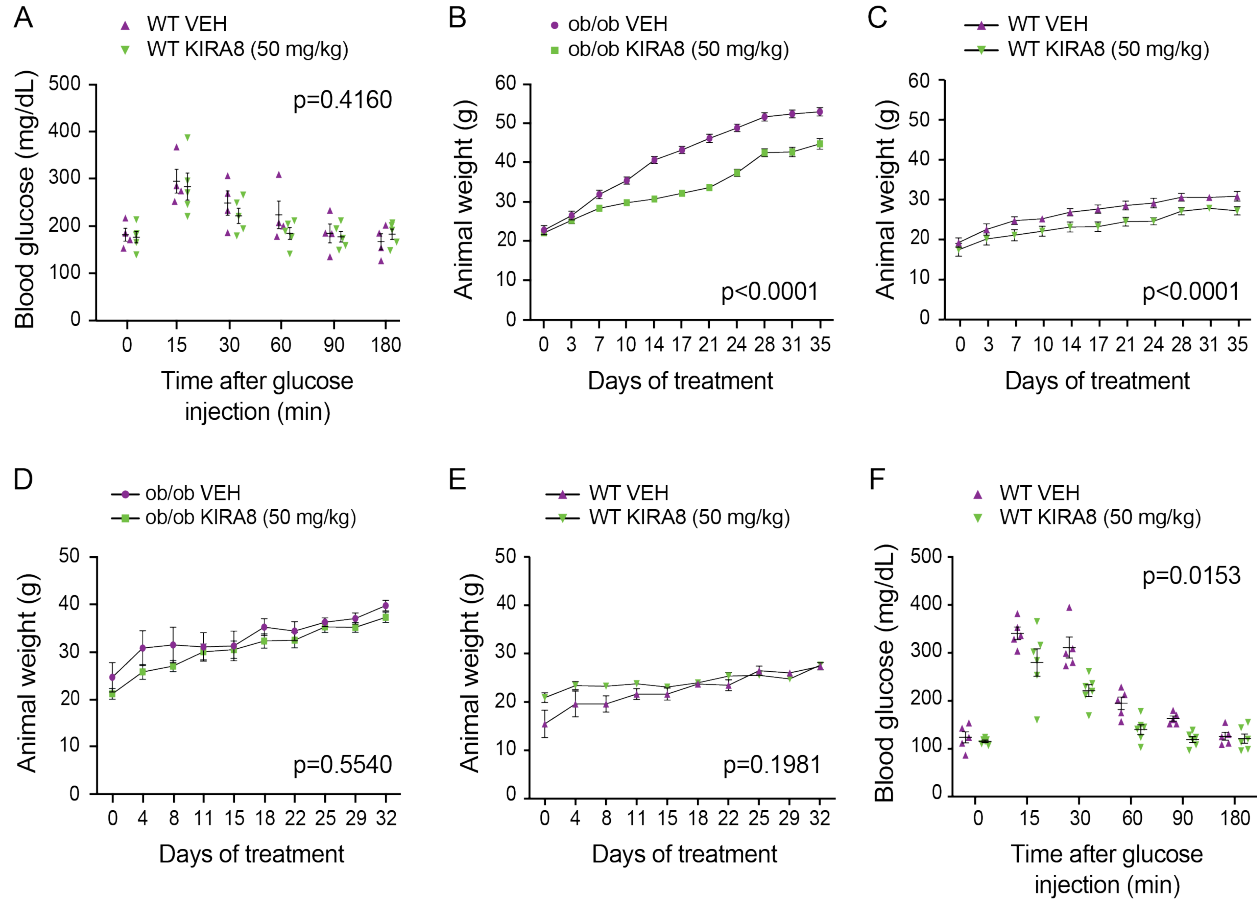 A
WT VEH
WT KIRA8 (50 mg/kg)
Blood glucose (mg/dL)
500
400
300
200
100
0
p=0.4160
0 15 30 60 90 180
Time after glucose
injection (min)
B
ob/ob VEH
ob/ob KIRA8 (50 mg/kg)
Animal weight (g)
60
50
40
30
20
10
0
p<0.0001
0 3 7 10 14 17 21 24 28 31 35
Days of treatment
C
WT VEH
WT KIRA8 (50 mg/kg)
Animal weight (g)
60
50
40
30
20
10
0
p<0.0001
0 3 7 10 14 17 21 24 28 31 35
Days of treatment
D
ob/ob VEH
ob/ob KIRA8 (50 mg/kg)
Animal weight (g)
50
40
30
20
10
0
p=0.5540
0 4 8 11 15 18 22 25 29 32
Days of treatment
E
WT VEH
WT KIRA8 (50 mg/kg)
Animal weight (g)
50
40
30
20
10
0
p=0.1981
0 4 8 11 15 18 22 25 29 32
Days of treatment
F
WT VEH
WT KIRA8 (50 mg/kg)
Blood glucose (mg/dL)
500
400
300
200
100
0
p=0.0153
0 15 30 60 90 180
Time after glucose
injection (min)